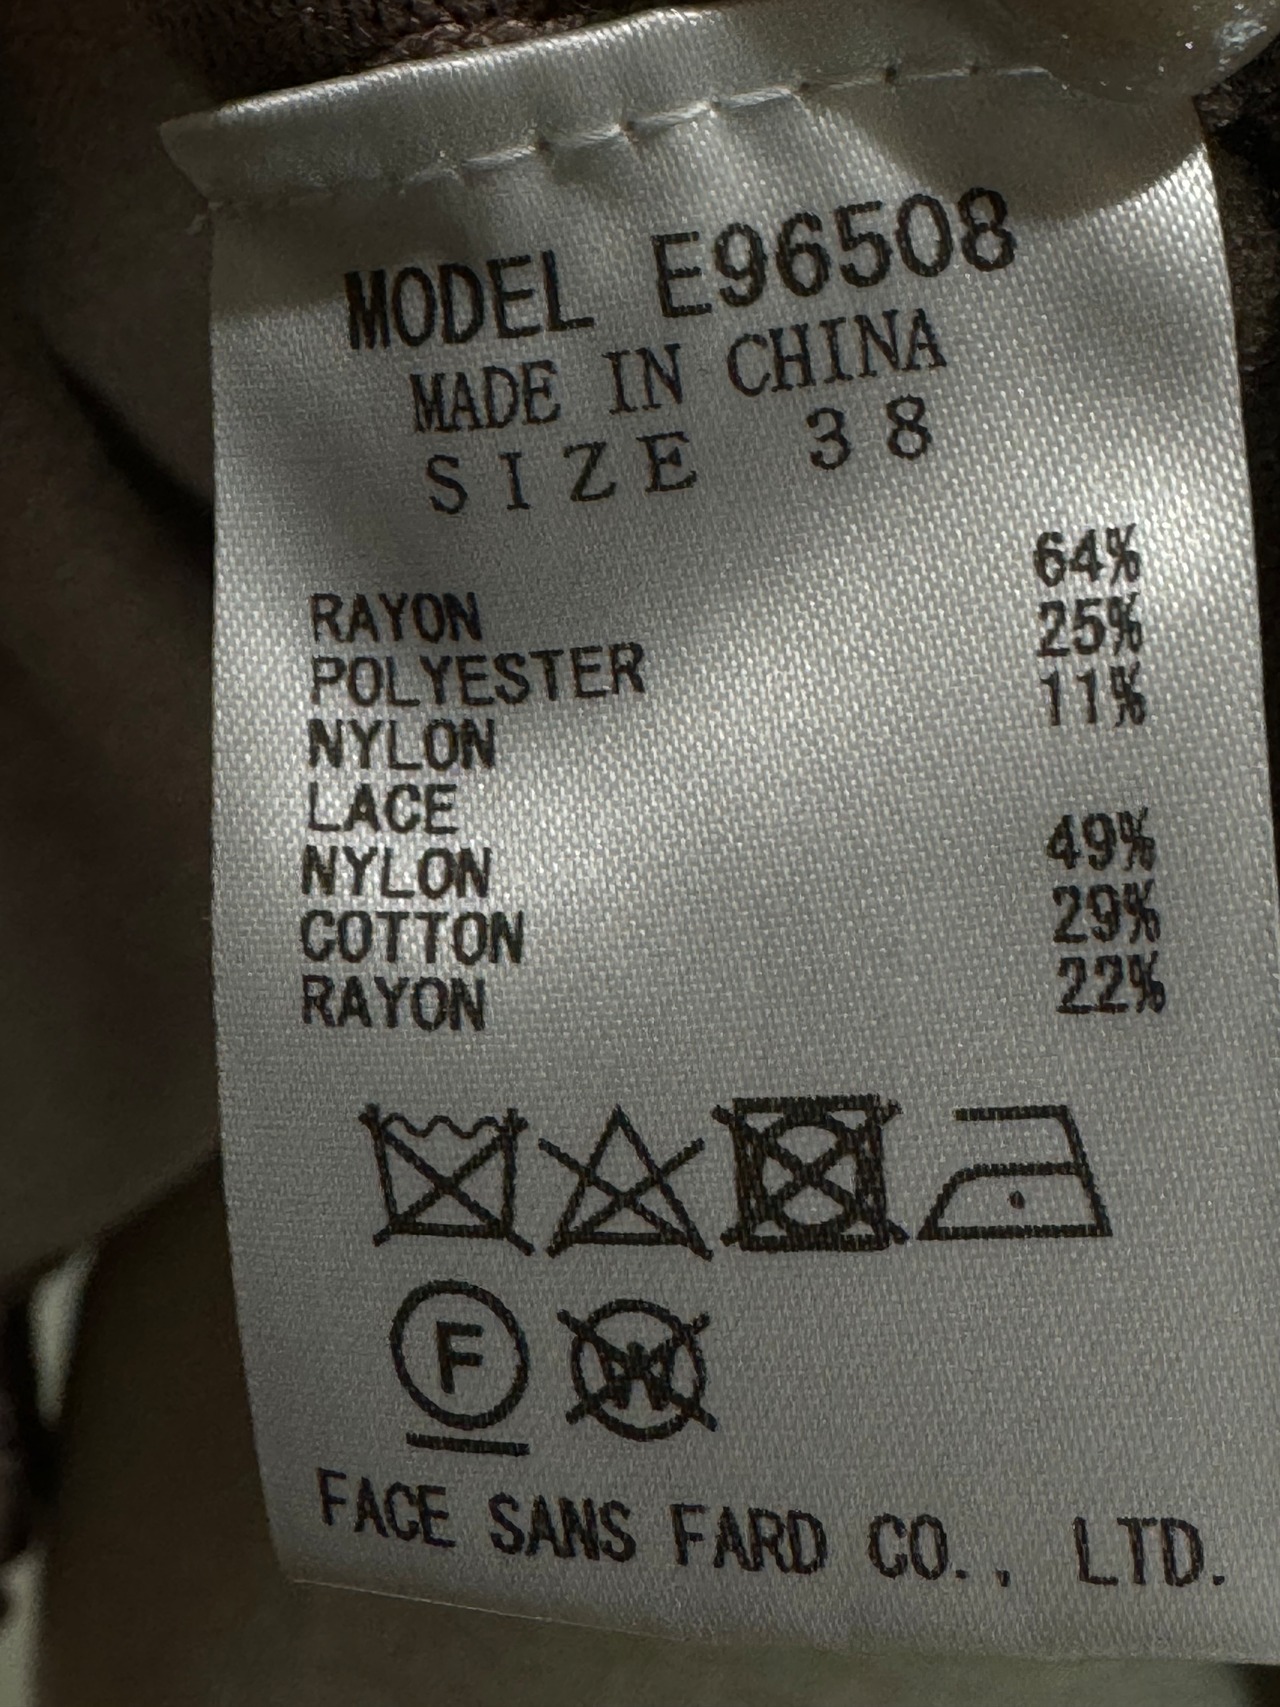 MODEL E96508
MADE IN CHINA
SIZE 38
RAYON 64%
POLYESTER 25%
NYLON 11%
LACE
NYLON 49%
COTTON 29%
RAYON 22%
F W
FACE SANS FARD CO., LTD.